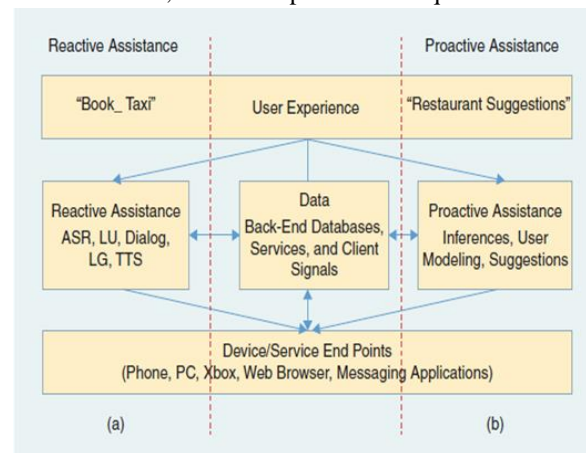 Reactive Assistance
Proactive Assistance
“Book_ Taxi”
User Experience
“Restaurant Suggestions”
Reactive Assistance
ASR, LU, Dialog,
LG, TTS
Data
Back-End Databases,
Services, and Client
Signals
Proactive Assistance
Inferences, User
Modeling, Suggestions
Device/Service End Points
(Phone, PC, Xbox, Web Browser, Messaging Applications)
(a)
(b)